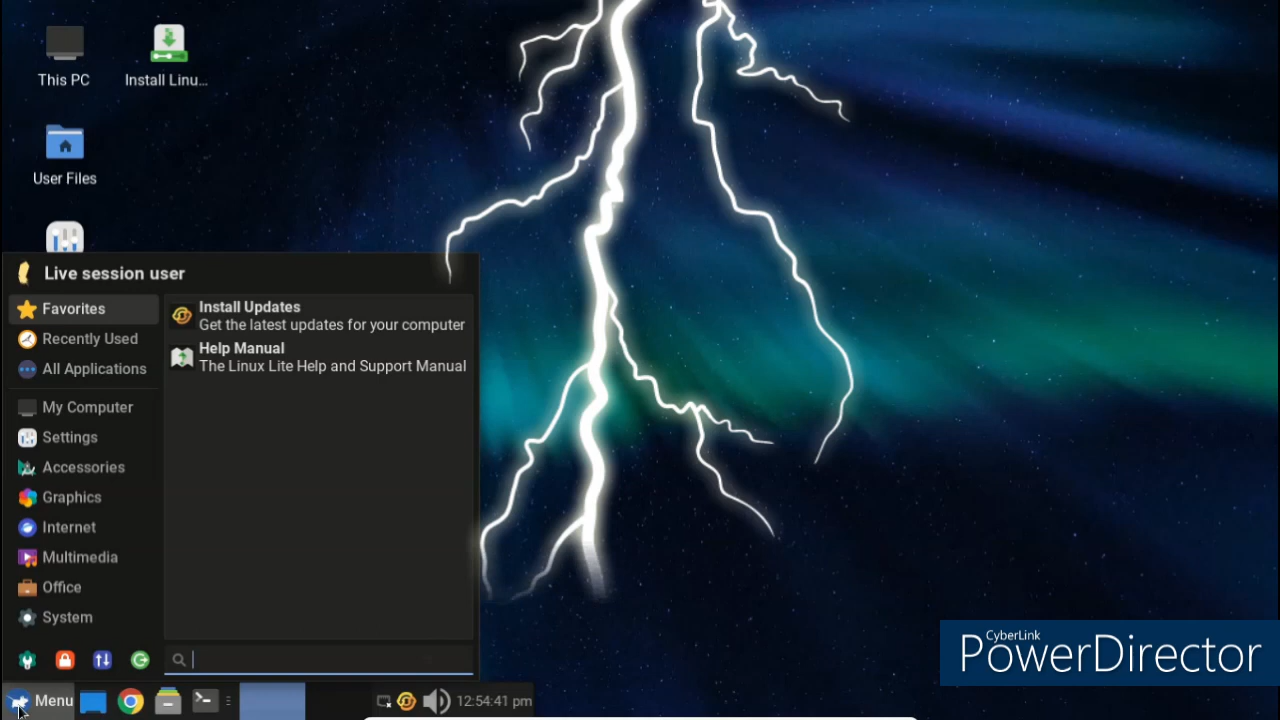 This PC
Install Linu...
User Files
Live session user
Favorites
Recently Used
All Applications
My Computer
Settings
Accessories
Graphics
Internet
Multimedia
Office
System
Install Updates
Get the latest updates for your computer
Help Manual
The Linux Lite Help and Support Manual
Menu
12:54:41 pm
CyberLink
PowerDirector